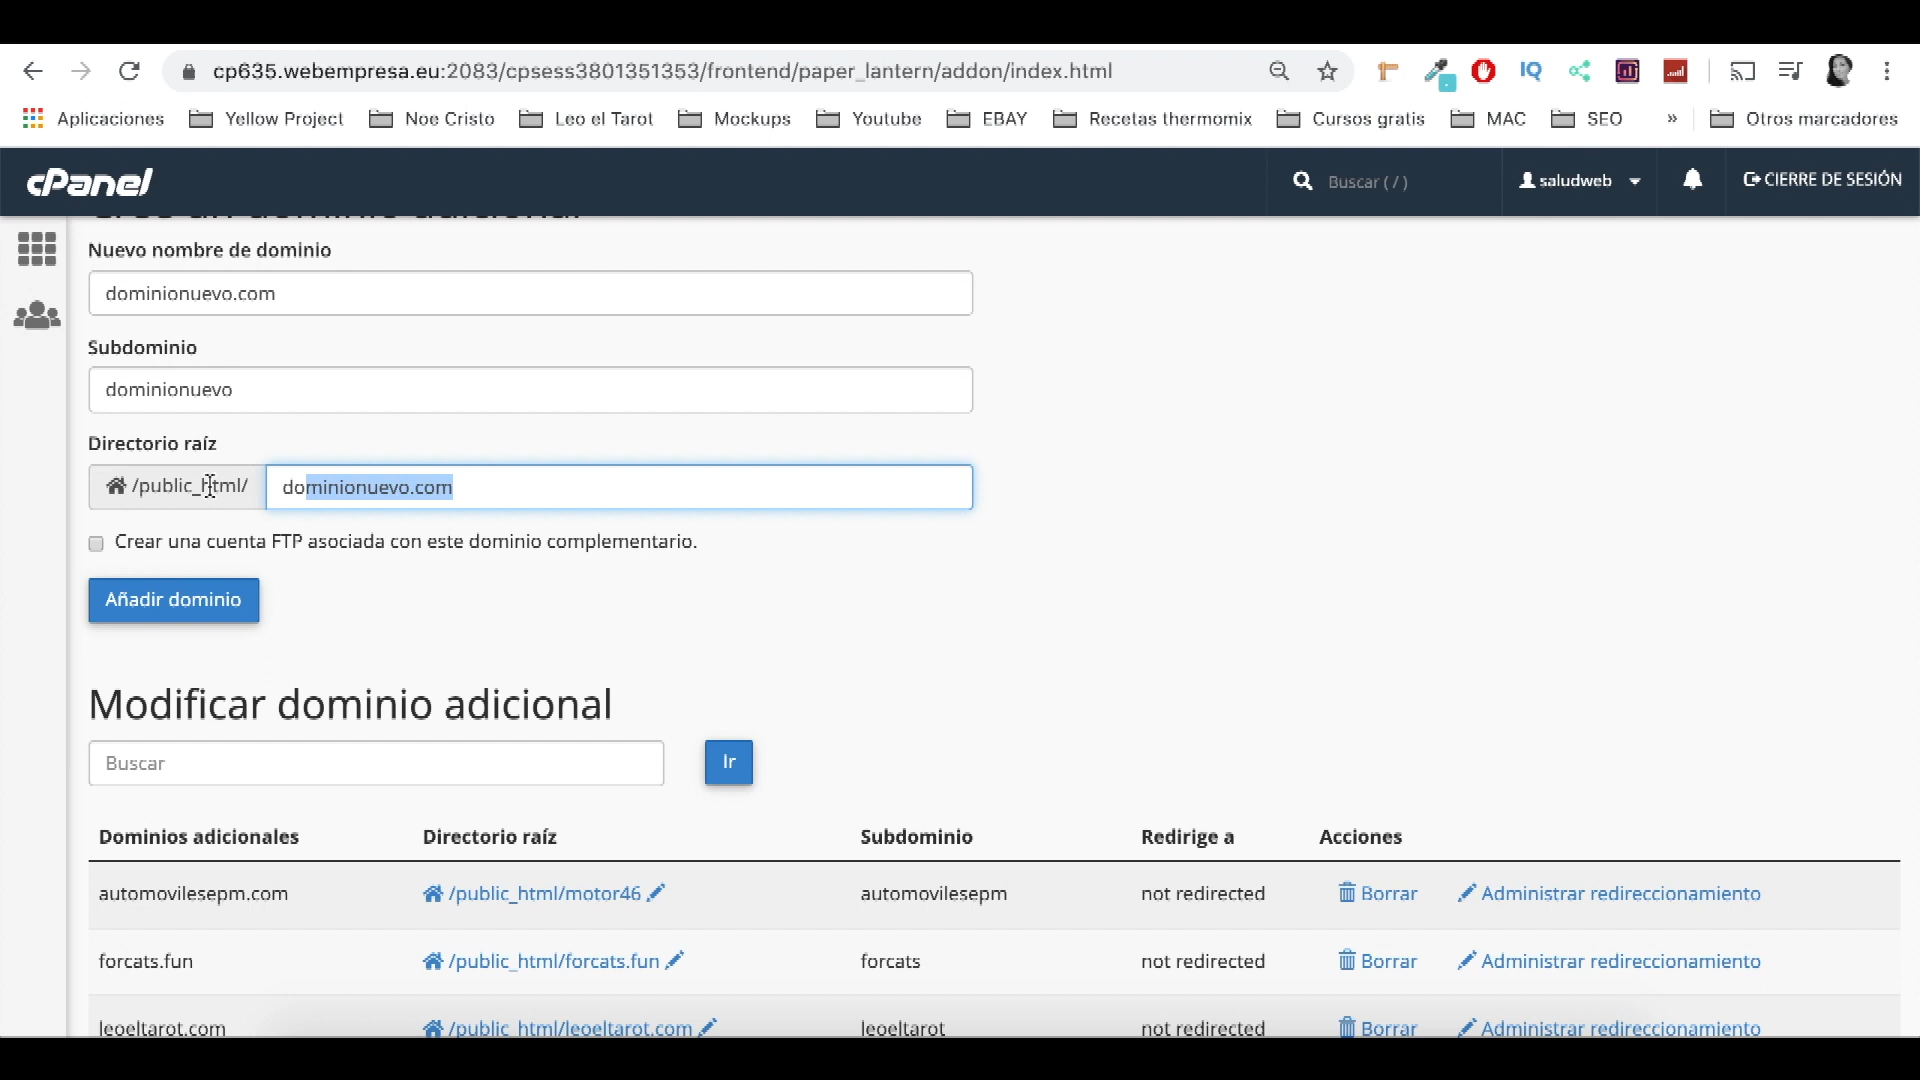 cp635.webempresa.eu:2083/cpsess3801351353/frontend/paper_lantern/addon/index.html
IQ
Aplicaciones Yellow Project Noe Cristo Leo el Tarot Mockups Youtube EBAY Recetas thermomix Cursos gratis MAC SEO » Otros marcadores
cPanel Buscar ( / ) saludweb CIERRE DE SESIÓN
Nuevo nombre de dominio
dominionuevo.com
Subdominio
dominionuevo
Directorio raíz
/public_html/ dominionuevo.com
Crear una cuenta FTP asociada con este dominio complementario.
Añadir dominio
Modificar dominio adicional
Buscar Ir
Dominios adicionales Directorio raíz Subdominio Redirige a Acciones
automovilesepm.com /public_html/motor46 automovilesepm not redirected Borrar Administrar redireccionamiento
forcats.fun /public_html/forcats.fun forcats not redirected Borrar Administrar redireccionamiento
leoeltarot.com /public_html/leoeltarot.com leoeltarot not redirected Borrar Administrar redireccionamiento